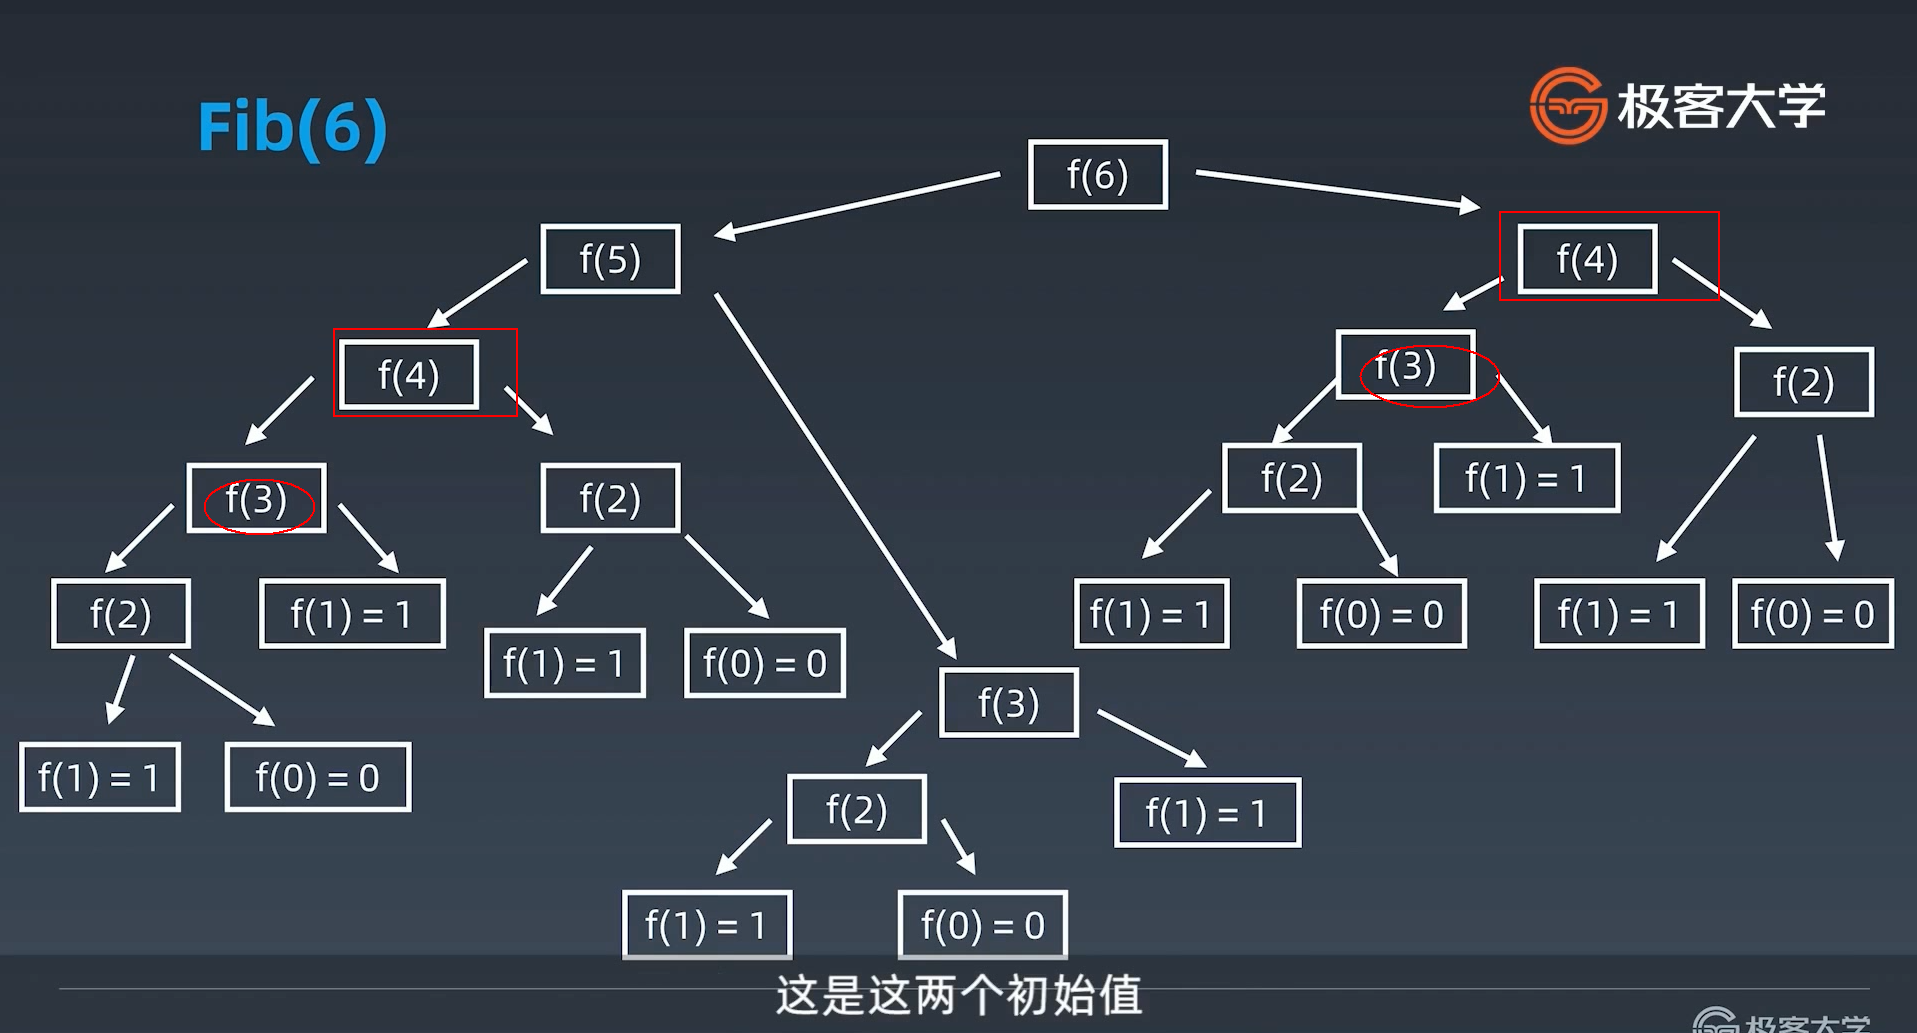 Fib(6)
极客大学
f(6)
f(5)
f(4)
f(4)
f(3)
f(2)
f(3)
f(2)
f(2)
f(1) = 1
f(2)
f(1) = 1
f(1) = 1
f(0) = 0
f(1) = 1
f(0) = 0
f(1) = 1
f(0) = 0
f(3)
f(1) = 1
f(0) = 0
f(2)
f(1) = 1
f(1) = 1
f(0) = 0
这是这两个初始值
极客大学